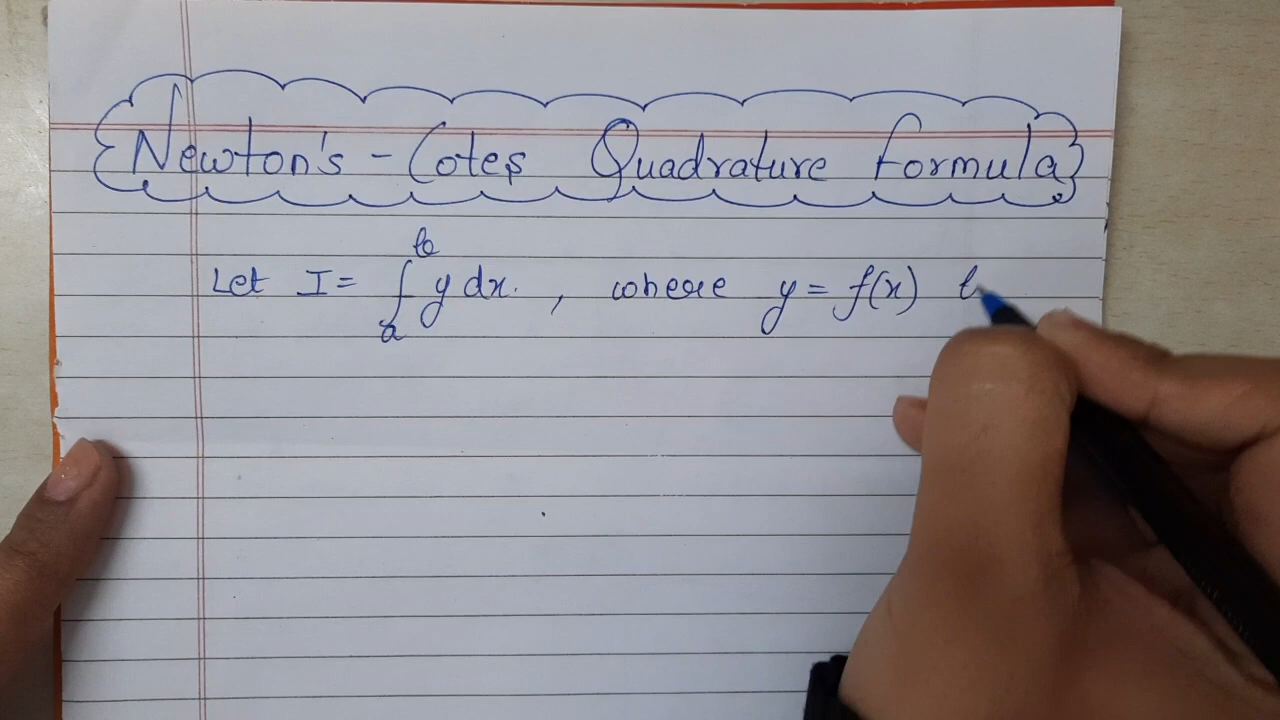 Newton's - Cotes Quadrature formula
Let I = ∫ₐᵇ y dx. , where y = f(x)